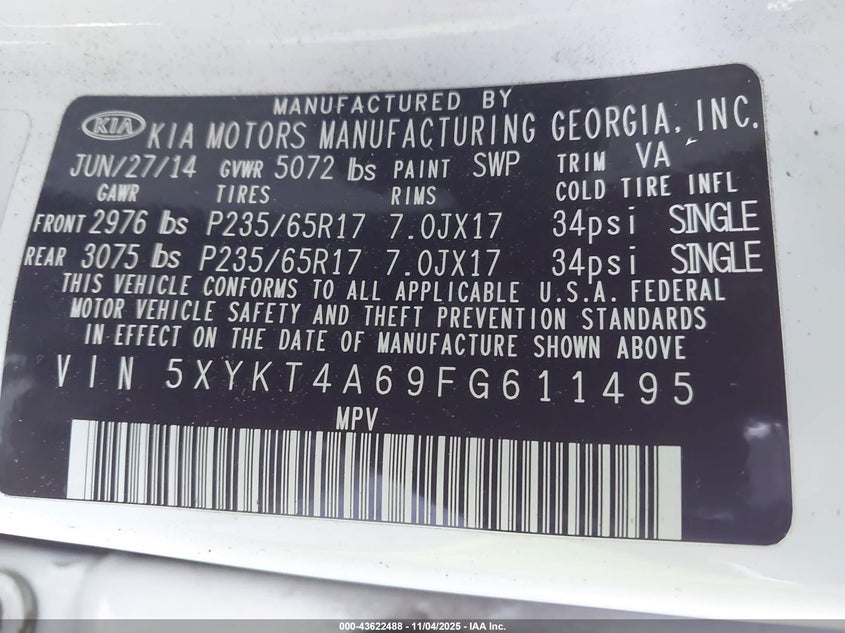 MANUFACTURED BY
KIA KIA MOTORS MANUFACTURING GEORGIA, INC.
JUN/27/14 GVWR 5072 lbs PAINT SWP TRIM VA
GAWR TIRES RIMS COLD TIRE INFL
FRONT 2976 lbs P235/65R17 7.0JX17 34psi SINGLE
REAR 3075 lbs P235/65R17 7.0JX17 34psi SINGLE
THIS VEHICLE CONFORMS TO ALL APPLICABLE U.S.A. FEDERAL
MOTOR VEHICLE SAFETY AND THEFT PREVENTION STANDARDS
IN EFFECT ON THE DATE OF MANUFACTURE SHOWN ABOVE
VIN 5XYKT4A69FG611495
MPV
000-43622488 - 11/04/2025 - IAA Inc.